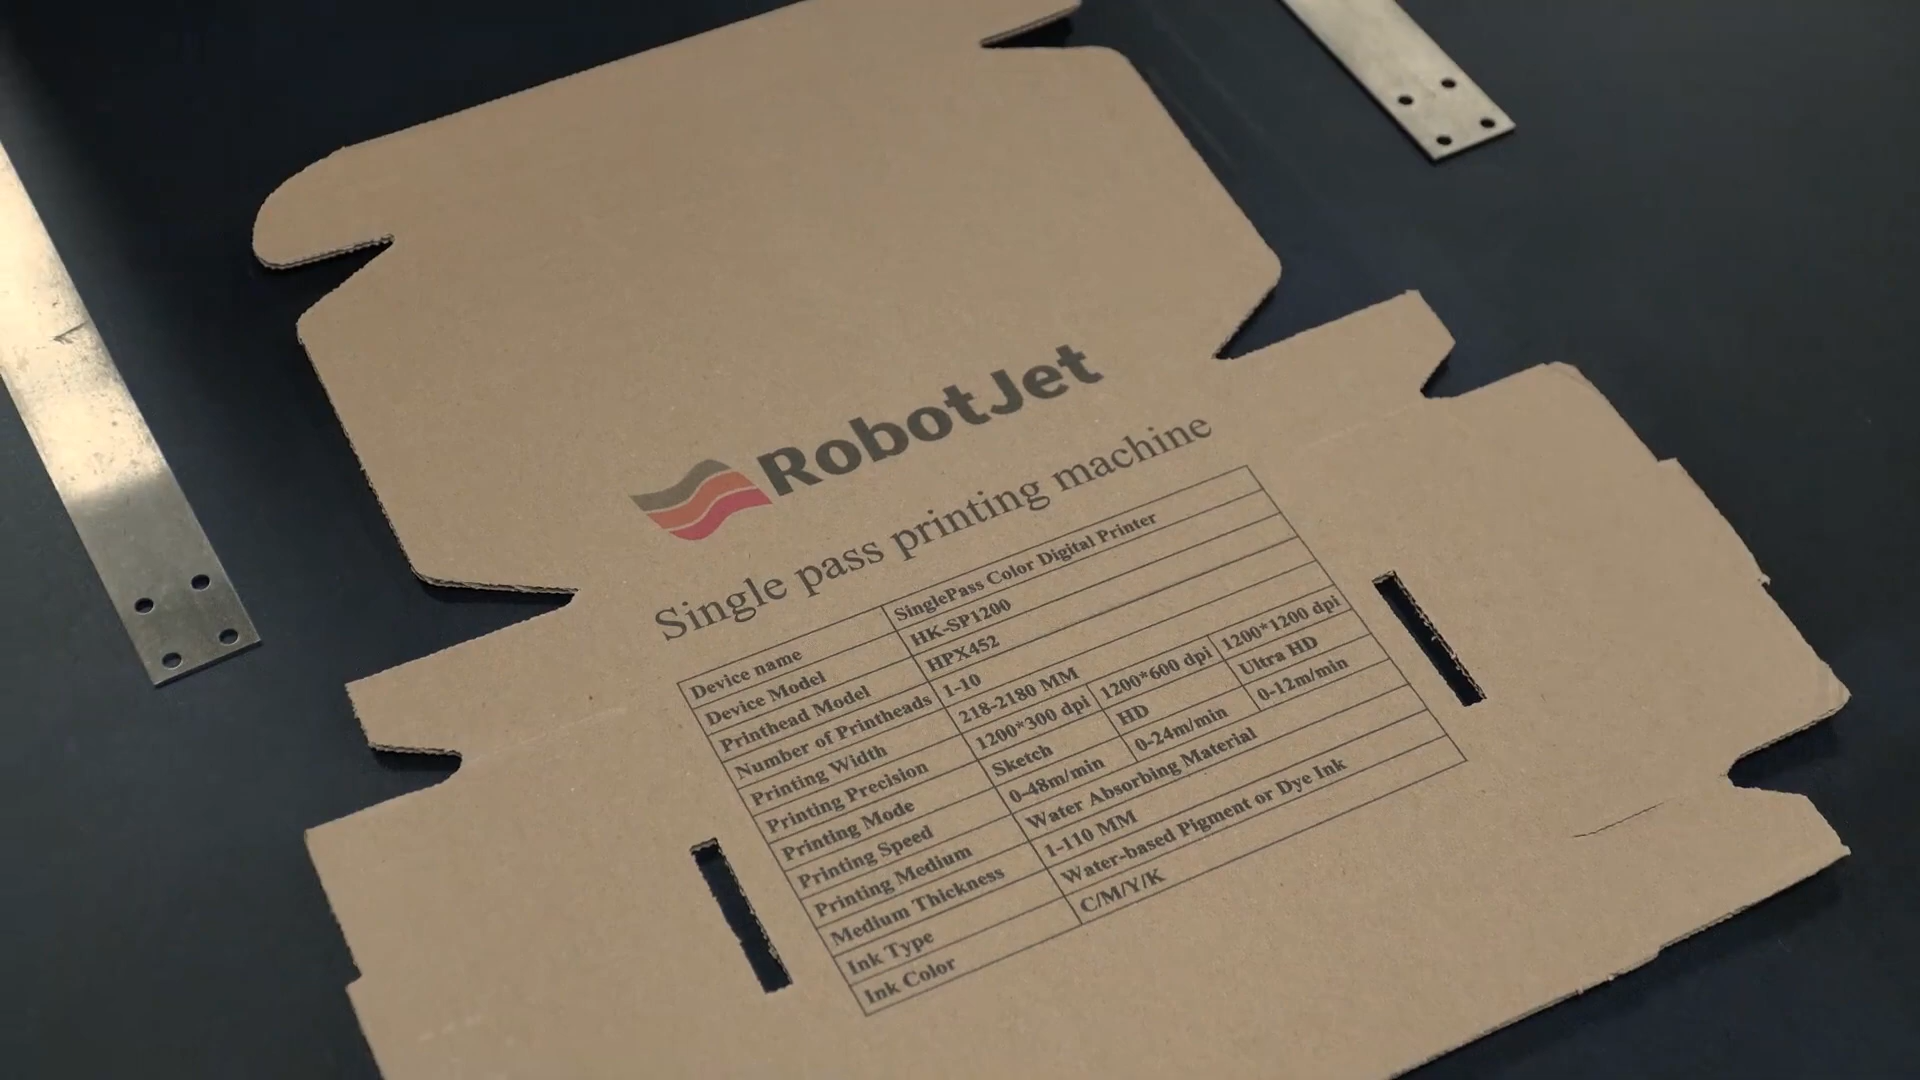 RobotJet
Single pass printing machine
Device name SinglePass Color Digital Printer
Device Model HK-SP1200
Printhead Model HPX452
Number of Printheads 1-10
Printing Width 218-2180 MM
Printing Precision 1200*300 dpi 1200*600 dpi 1200*1200 dpi
Printing Mode Sketch HD Ultra HD
Printing Speed 0-48m/min 0-24m/min 0-12m/min
Printing Medium Water Absorbing Material
Medium Thickness 1-110 MM
Ink Type Water-based Pigment or Dye Ink
Ink Color C/M/Y/K